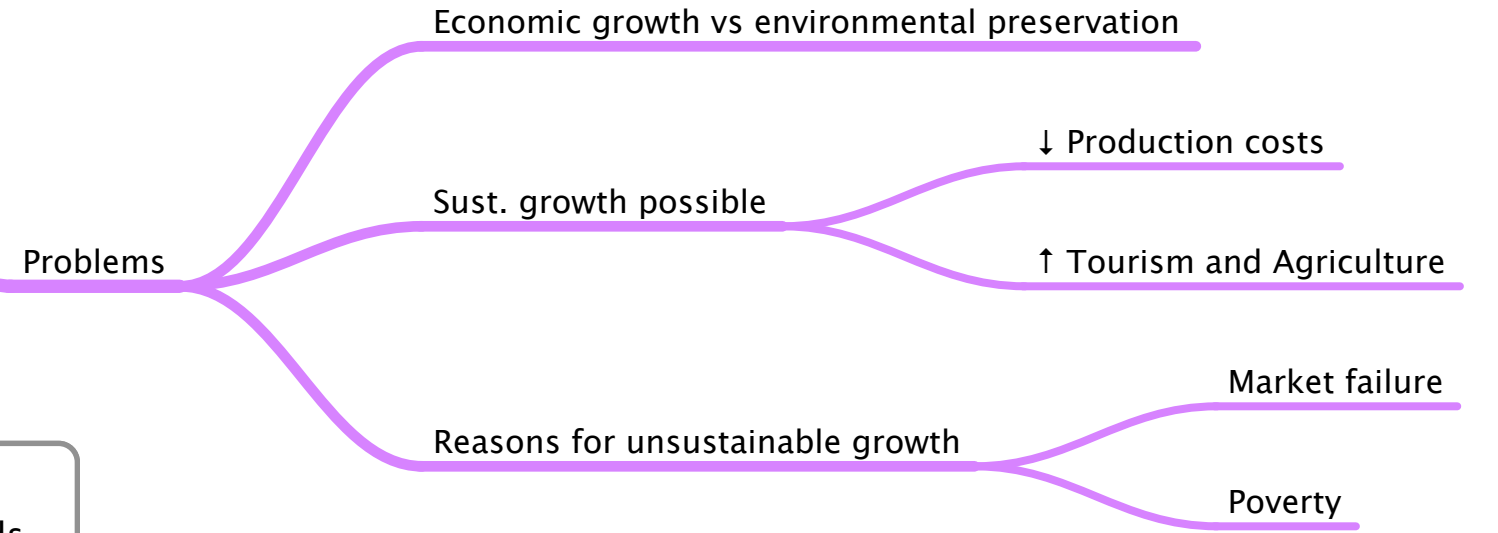 Economic growth vs environmental preservation
↓ Production costs
Sust. growth possible
↑ Tourism and Agriculture
Problems
Market failure
Reasons for unsustainable growth
Poverty